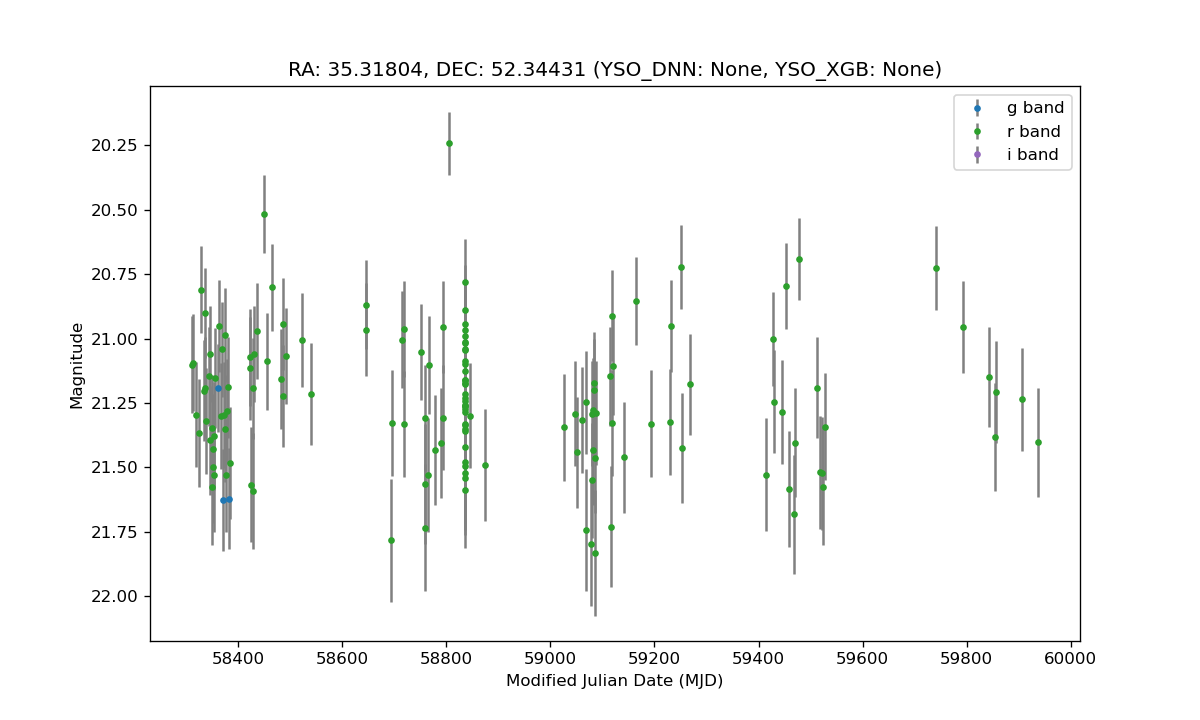 RA: 35.31804, DEC: 52.34431 (YSO_DNN: None, YSO_XGB: None)
g band
r band
i band
Magnitude
20.25
20.50
20.75
21.00
21.25
21.50
21.75
22.00
58400 58600 58800 59000 59200 59400 59600 59800 60000
Modified Julian Date (MJD)